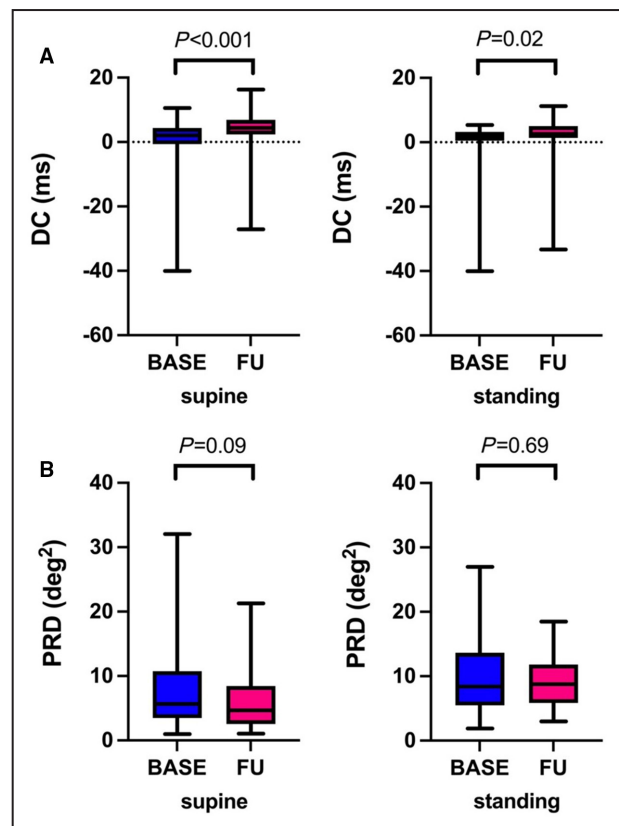 A
P<0.001
P=0.02
DC (ms)
20
0
-20
-40
-60
BASE FU
supine
DC (ms)
20
0
-20
-40
-60
BASE FU
standing
B
P=0.09
P=0.69
PRD (deg²)
40
30
20
10
0
BASE FU
supine
PRD (deg²)
40
30
20
10
0
BASE FU
standing